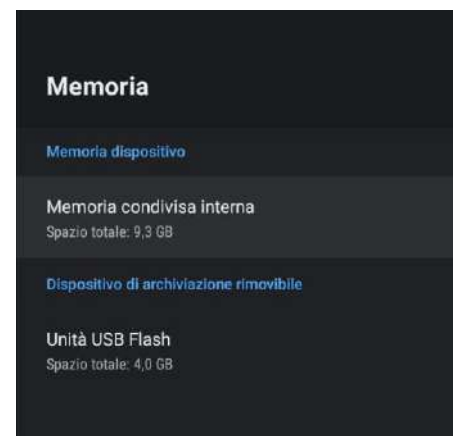 Memoria
Memoria dispositivo
Memoria condivisa interna
Spazio totale: 9,3 GB
Dispositivo di archiviazione rimovibile
Unità USB Flash
Spazio totale: 4,0 GB